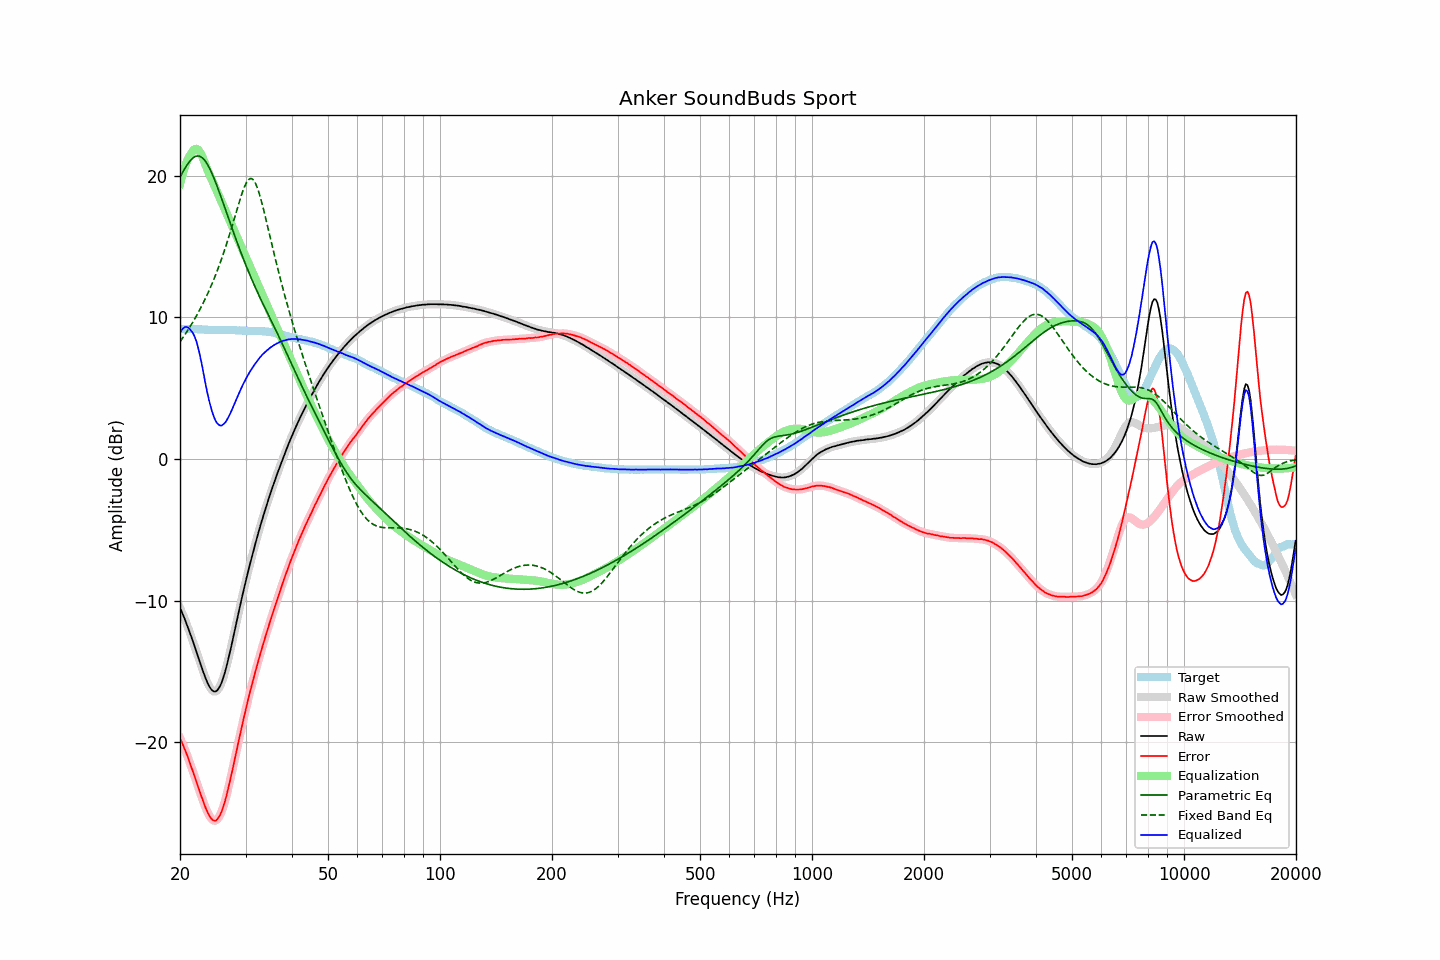 Anker SoundBuds Sport
Amplitude (dBr)
20
10
0
−10
−20
20
50
100
200
500
1000
2000
5000
10000
20000
Frequency (Hz)
Target
Raw Smoothed
Error Smoothed
Raw
Error
Equalization
Parametric Eq
Fixed Band Eq
Equalized